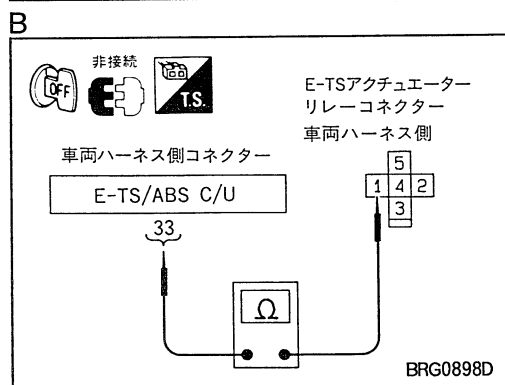 B
OFF
非接続
T.S.
E-TSアクチュエーター
リレーコネクター
車両ハーネス側
車両ハーネス側コネクター
E-TS/ABS C/U
33
5
1 4 2
3
Ω
BRG0898D